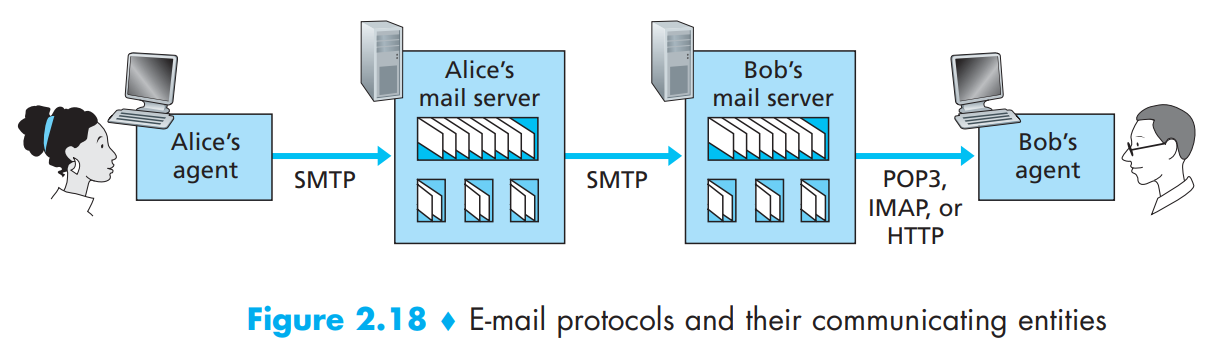 Alice's
agent
SMTP
Alice's
mail server
SMTP
Bob's
mail server
POP3,
IMAP, or
HTTP
Bob's
agent
Figure 2.18 ♦ E-mail protocols and their communicating entities